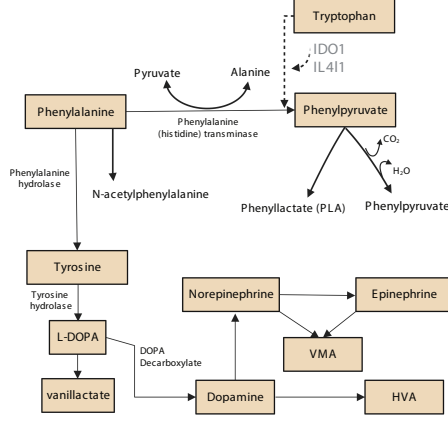 Tryptophan
IDO1
IL4I1
Pyruvate
Alanine
Phenylalanine
Phenylpyruvate
Phenylalanine
(histidine) transminase
CO2
H2O
Phenylalanine
hydrolase
N-acetylphenylalanine
Phenyllactate (PLA)
Phenylpyruvate
Tyrosine
Tyrosine
hydrolase
Norepinephrine
Epinephrine
L-DOPA
DOPA
Decarboxylate
VMA
vanillactate
Dopamine
HVA